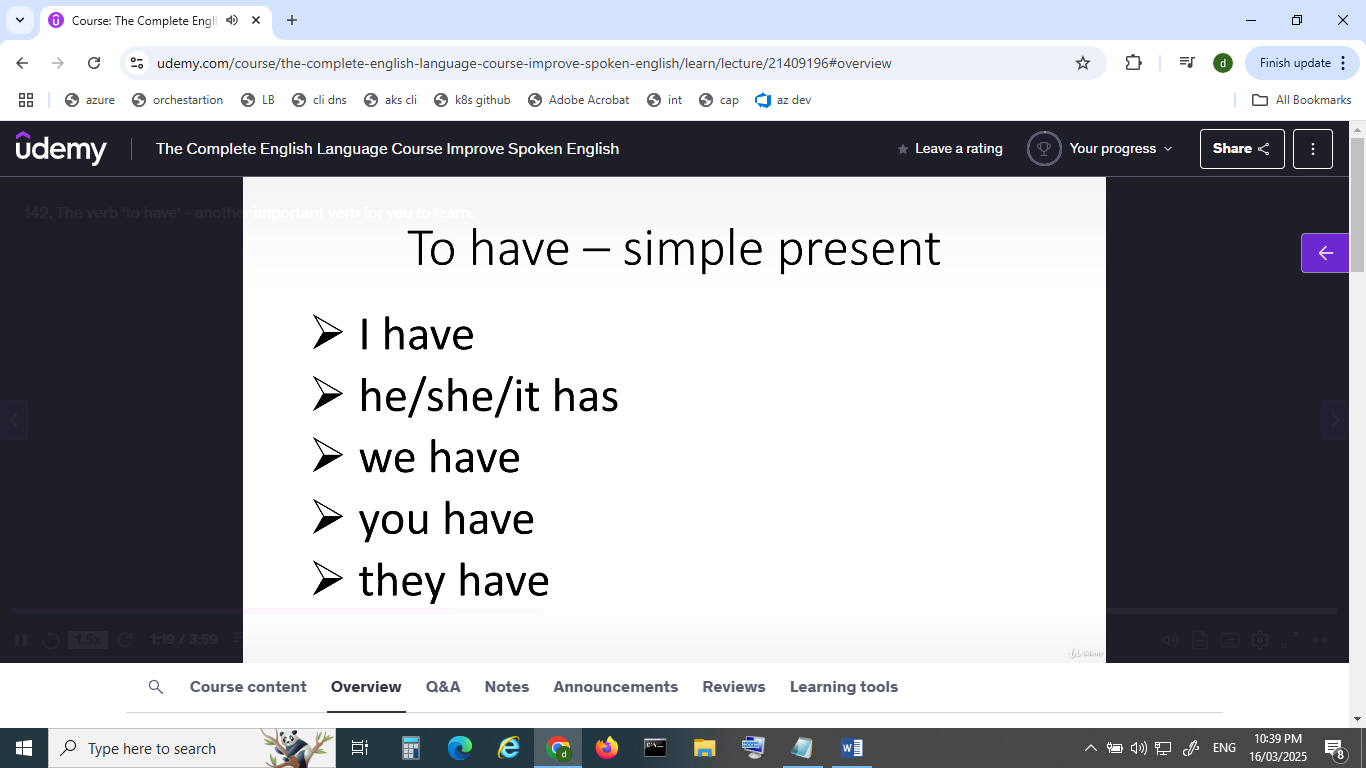 Course: The Complete Engli
udemy.com/course/the-complete-english-language-course-improve-spoken-english/learn/lecture/21409196#overview
d
Finish update
azure
orchestartion
LB
cli dns
aks cli
k8s github
Adobe Acrobat
int
cap
az dev
All Bookmarks
udemy
The Complete English Language Course Improve Spoken English
Leave a rating
Your progress
Share
142. The verb 'to have' - another important verb for you to learn.
To have – simple present
I have
he/she/it has
we have
you have
they have
1.5x
1:19 / 3:59
Udemy
Course content
Overview
Q&A
Notes
Announcements
Reviews
Learning tools
Type here to search
ENG
10:39 PM
16/03/2025
8